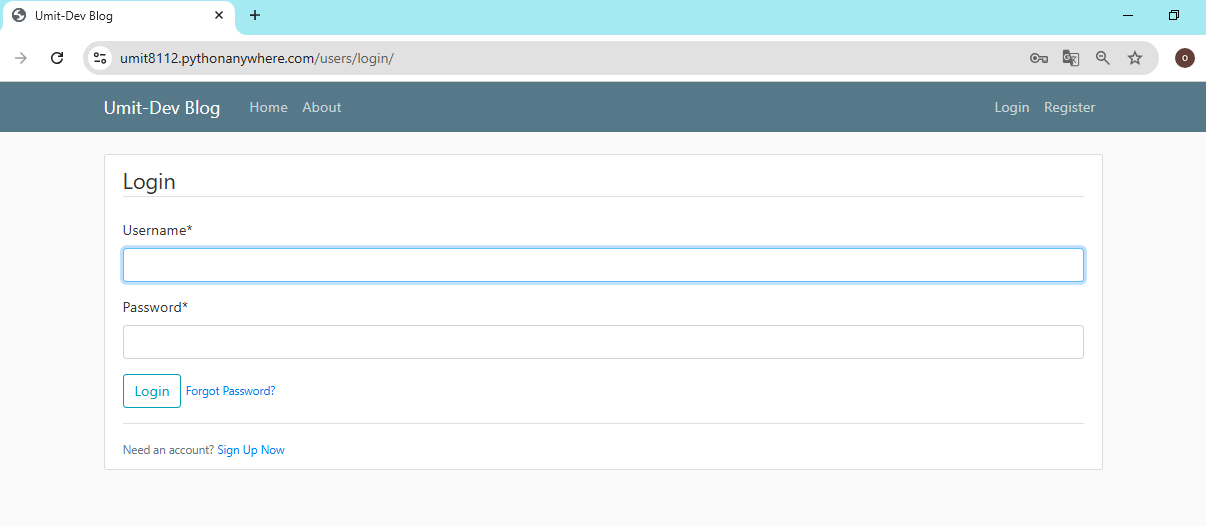 Umit-Dev Blog
umit8112.pythonanywhere.com/users/login/
O
Umit-Dev Blog Home About Login Register
Login
Username*
Password*
Login Forgot Password?
Need an account? Sign Up Now